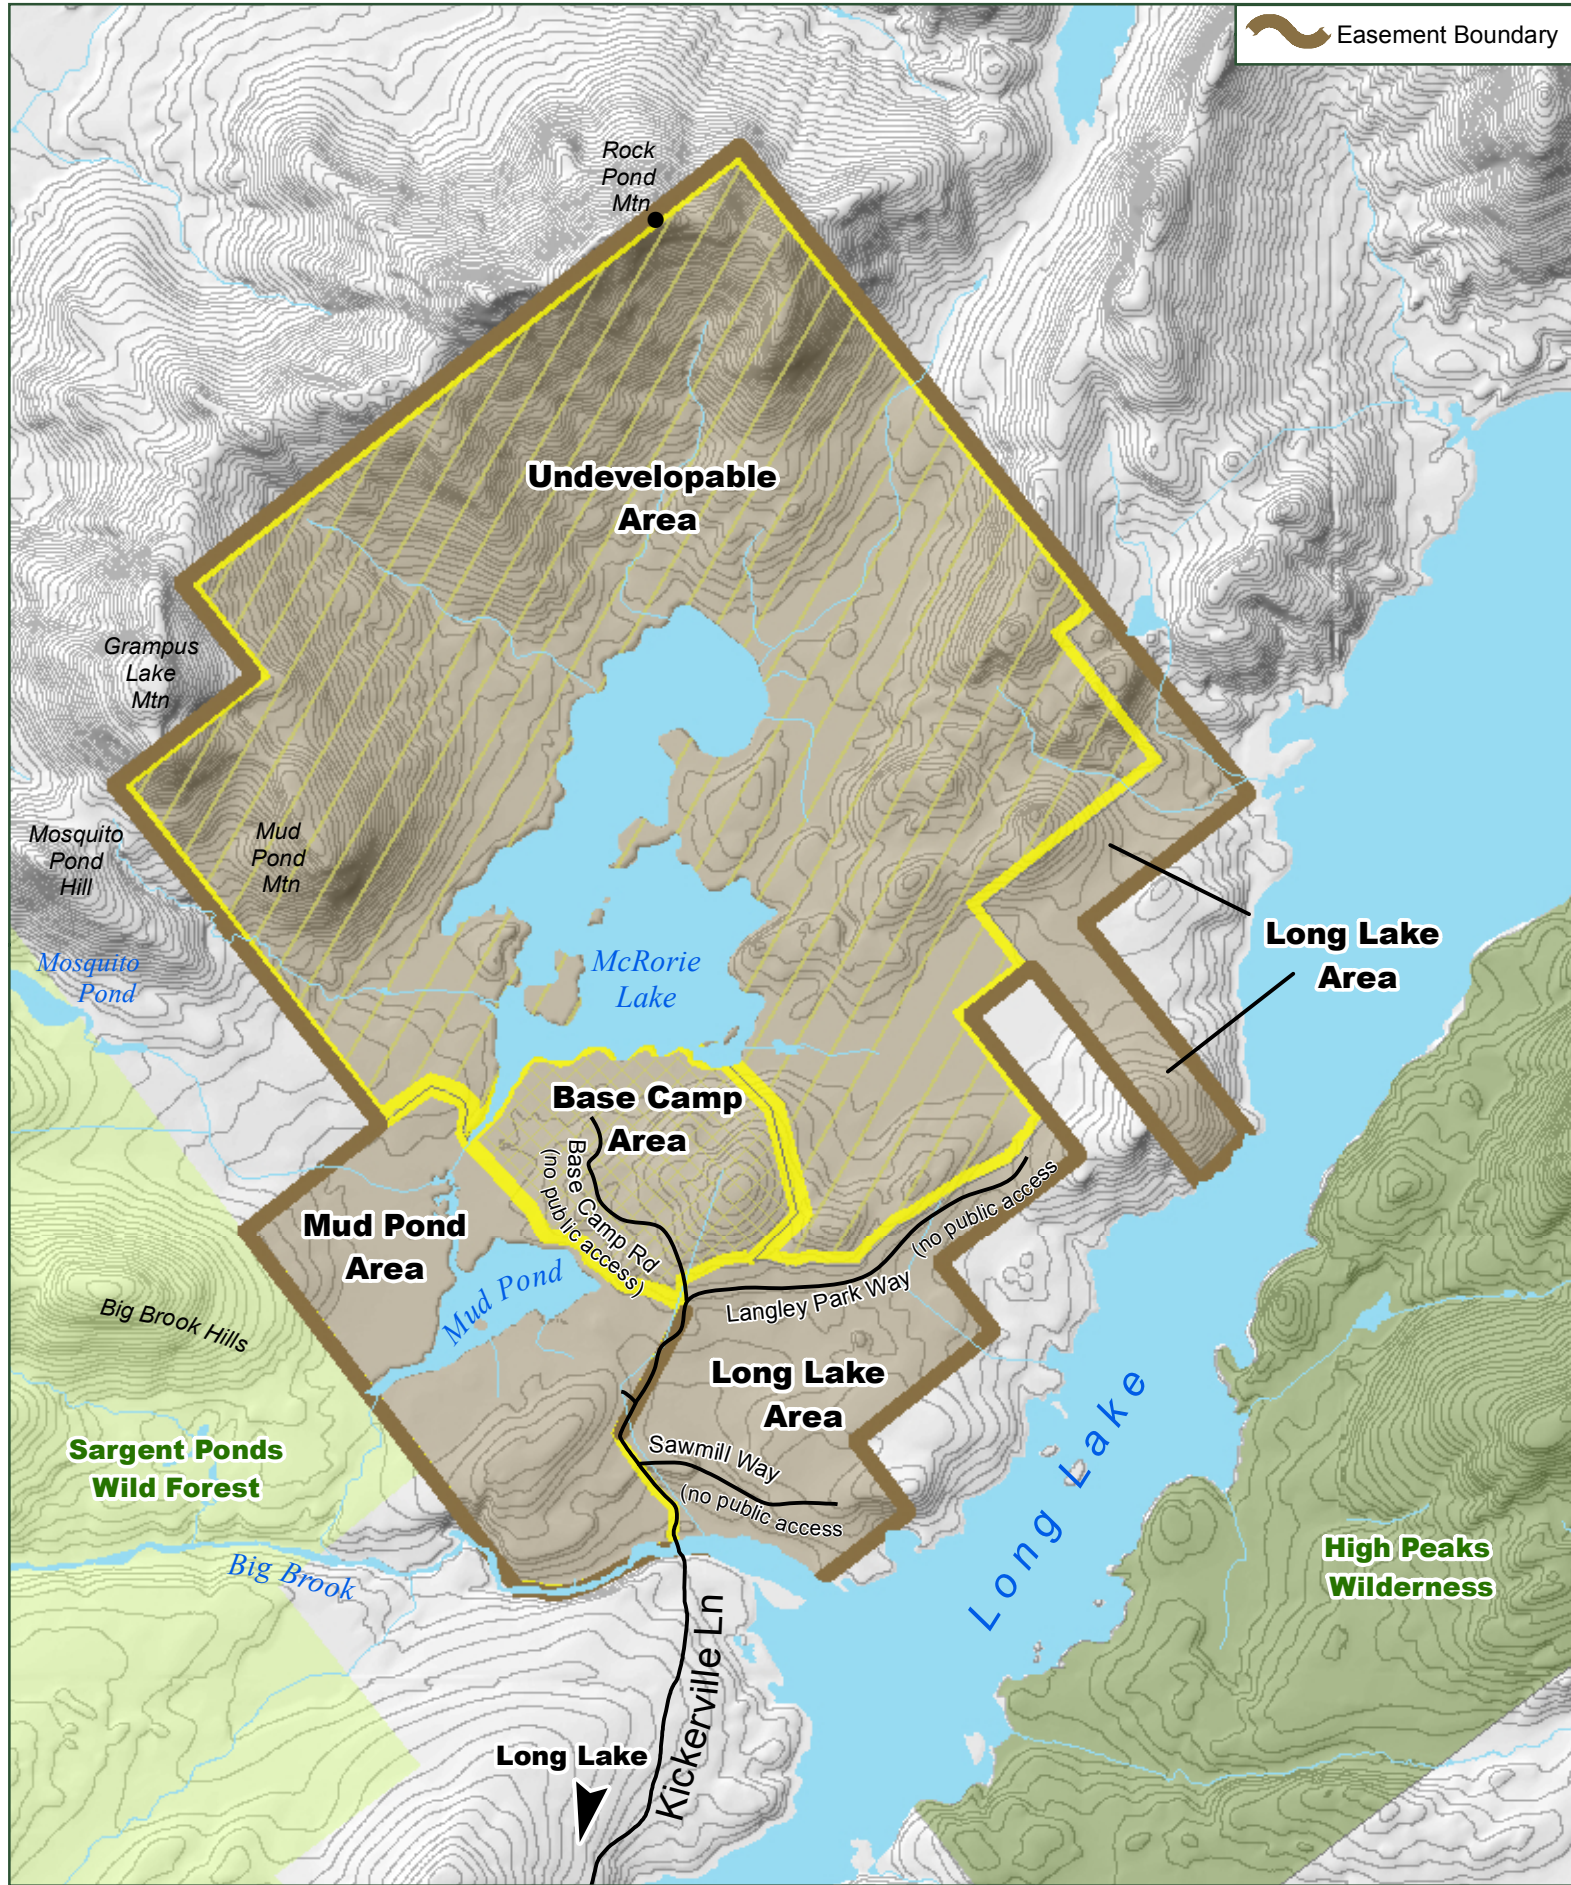 Easement Boundary
Rock
Pond
Mtn
Undevelopable
Area
Grampus
Lake
Mtn
Mosquito
Pond
Hill
Mud
Pond
Mtn
Mosquito
Pond
McRorie
Lake
Long Lake
Area
Base Camp
Area
Base Camp Rd
(no public access)
Mud Pond
Area
Mud Pond
Langley Park Way
(no public access
Big Brook Hills
Long Lake
Area
Sawmill Way
(no public access
Sargent Ponds
Wild Forest
Big Brook
Long Lake
High Peaks
Wilderness
Kickerville Ln
Long Lake